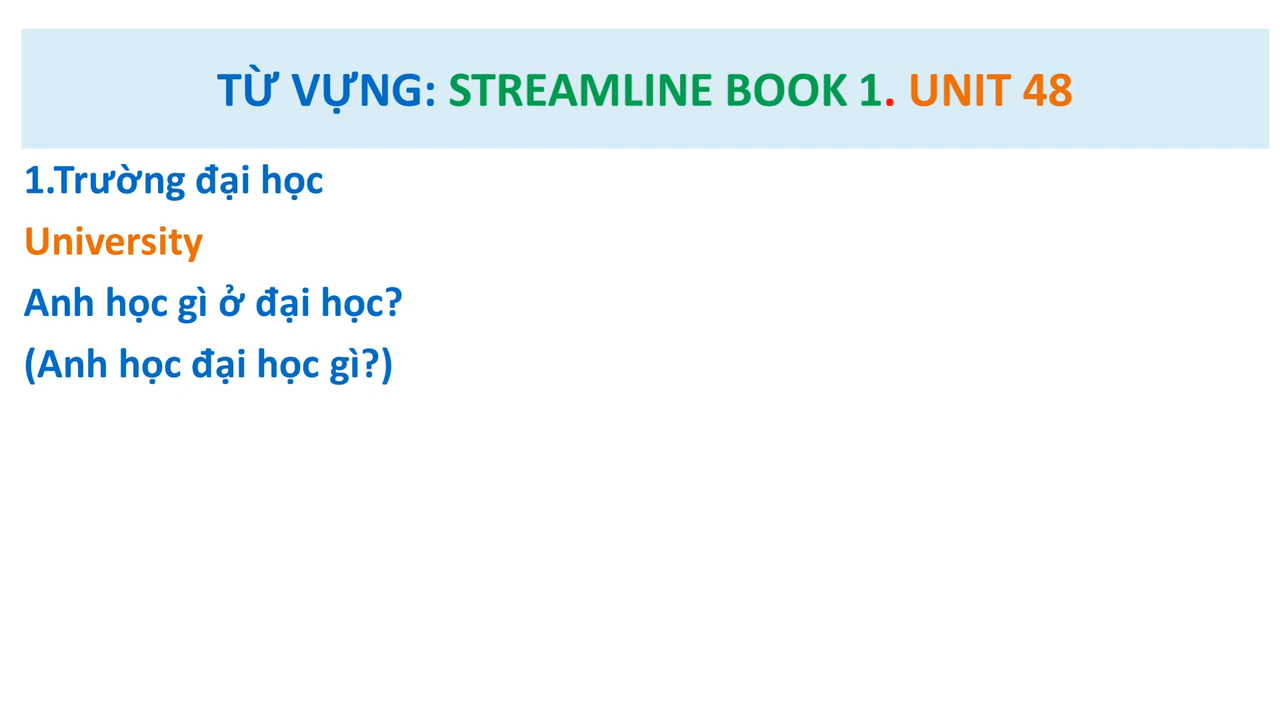 TỪ VỰNG: STREAMLINE BOOK 1. UNIT 48
1.Trường đại học
University
Anh học gì ở đại học?
(Anh học đại học gì?)